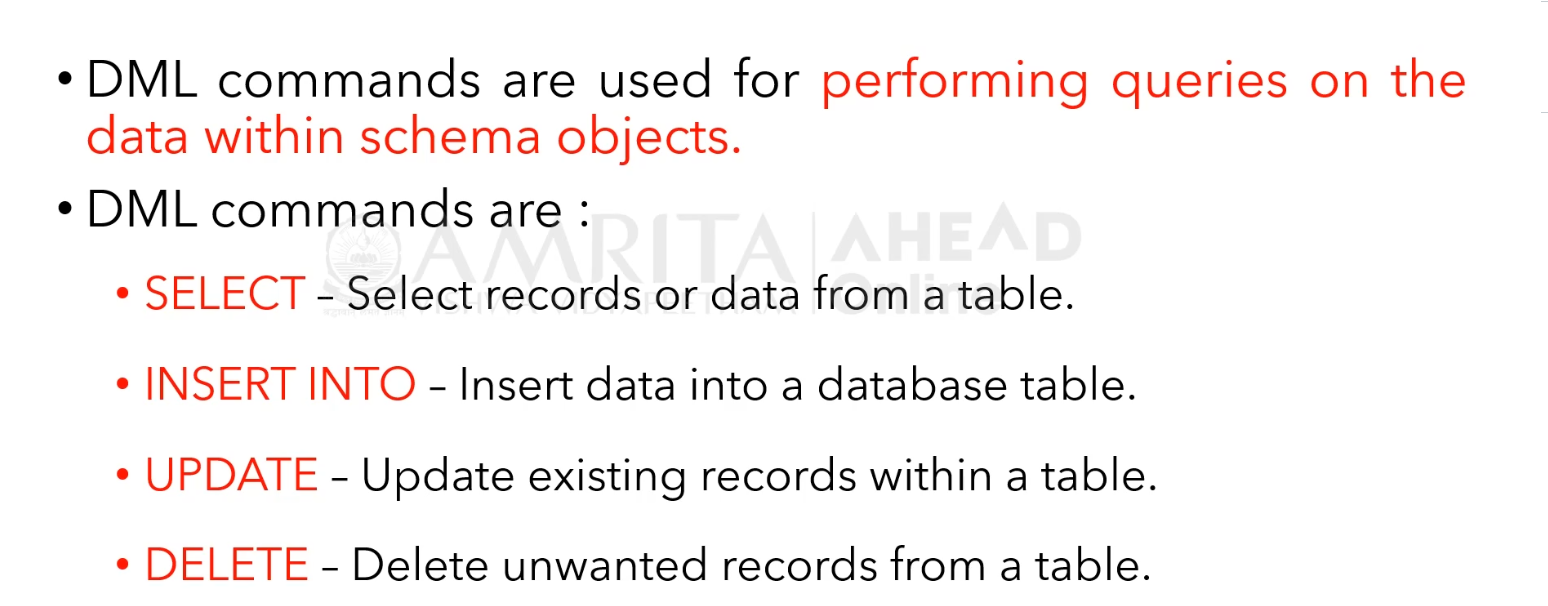 • DML commands are used for performing queries on the
data within schema objects.
• DML commands are :
AMRITA AHEAD
Online
• SELECT – Select records or data from a table.
• INSERT INTO – Insert data into a database table.
• UPDATE – Update existing records within a table.
• DELETE – Delete unwanted records from a table.